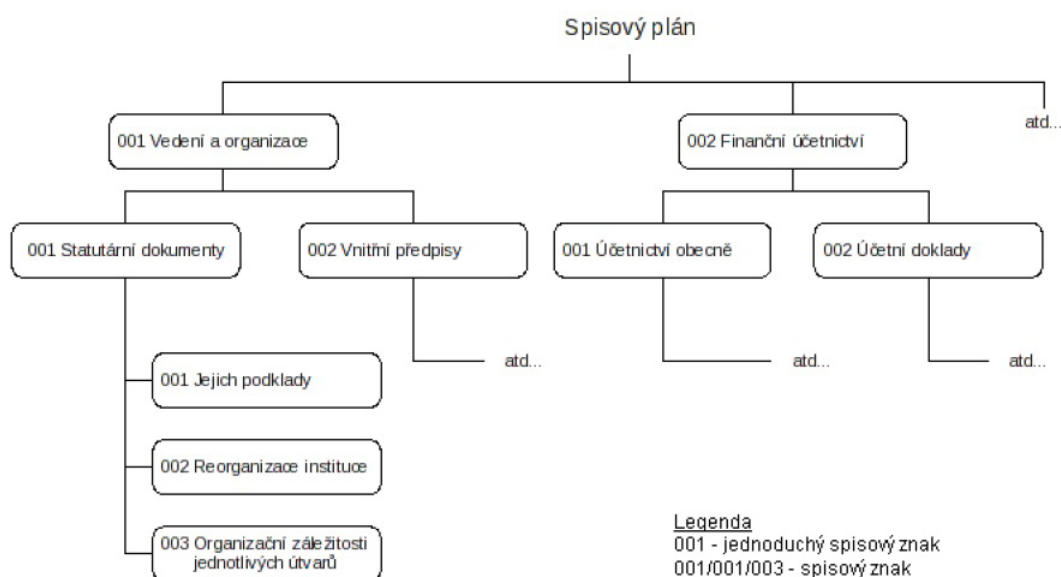 Spisový plán
atd...
001 Vedení a organizace
002 Finanční účetnictví
001 Statutární dokumenty
002 Vnitřní předpisy
001 Účetnictví obecně
002 Účetní doklady
atd...
atd...
atd...
001 Jejich podklady
002 Reorganizace instituce
003 Organizační záležitosti
jednotlivých útvarů
Legenda
001 - jednoduchý spisový znak
001/001/003 - spisový znak